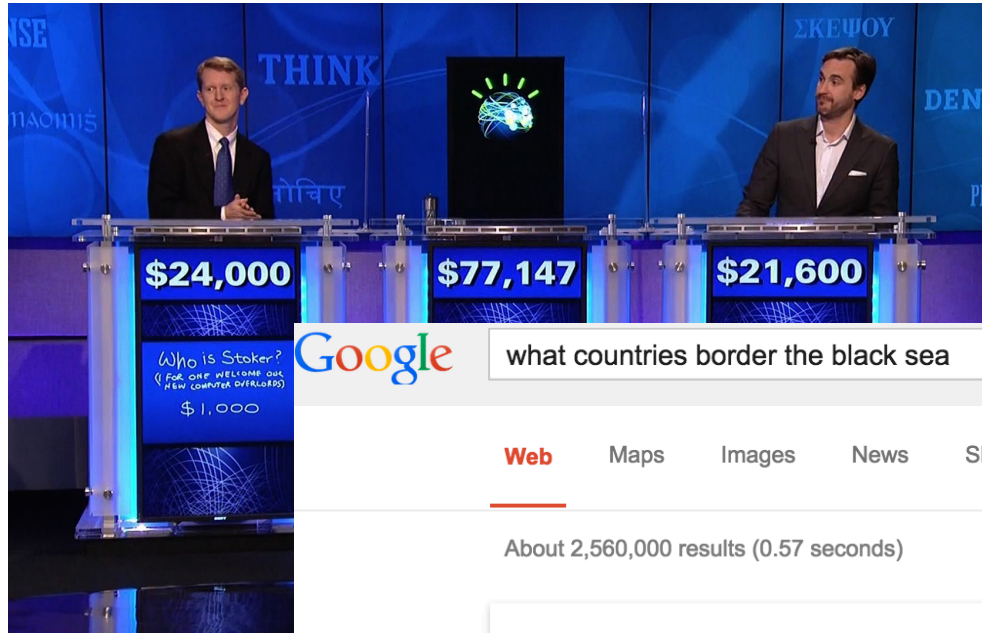 ΣΚΕΨΟΥ
THINK
DEN
$24,000
$77,147
$21,600
Who is Stoker?
(I FOR ONE WELCOME OUR
NEW COMPUTER OVERLORDS)
$1,000
Google
what countries border the black sea
Web Maps Images News
About 2,560,000 results (0.57 seconds)